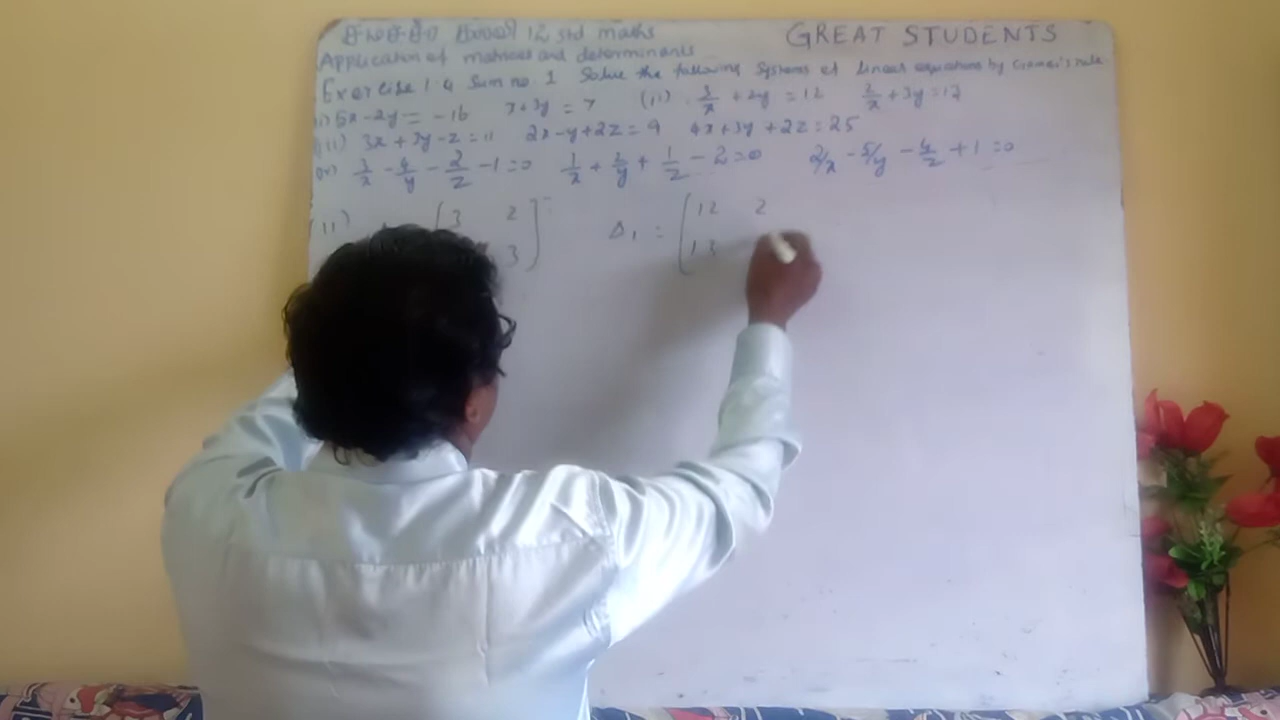 12 std maths GREAT STUDENTS
Application of matrices and determinants
Exercise 1.4 Sum no 1 Solve the following systems of linear equations by Cramer's rule
i) 5x - 2y = -16 x + 3y = 7 (ii) 3/x + 2y = 12 2/x + 3y = 13
(iii) 3x + 3y - z = 11 2x - y + 2z = 9 4x + 3y + 2z = 25
(iv) 3/x - 4/y - 2/z - 1 = 0 1/x + 2/y + 1/z - 2 = 0 2/x - 5/y - 4/z + 1 = 0
(ii) 3 2 Δ₁ = 12 2
3 13